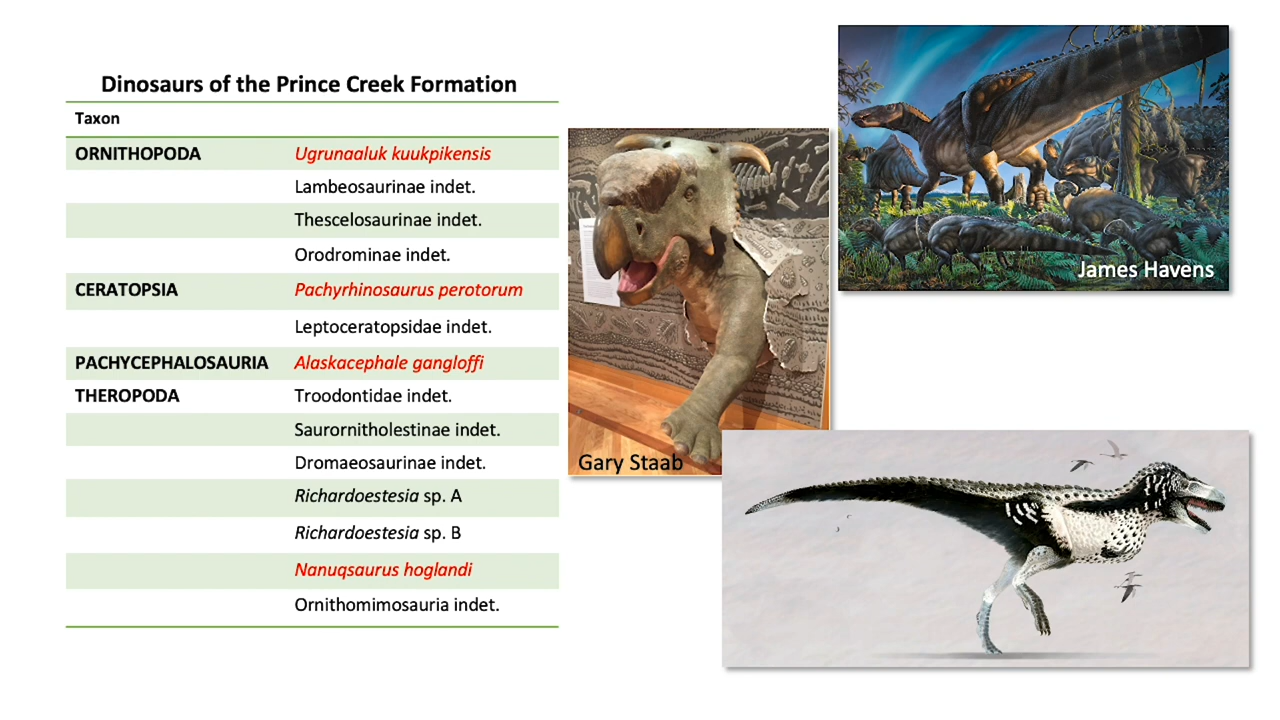 Dinosaurs of the Prince Creek Formation
Taxon
ORNITHOPODA Ugrunaaluk kuukpikensis
Lambeosaurinae indet.
Thescelosaurinae indet.
Orodrominae indet.
CERATOPSIA Pachyrhinosaurus perotorum
Leptoceratopsidae indet.
PACHYCEPHALOSAURIA Alaskacephale gangloffi
THEROPODA Troodontidae indet.
Saurornitholestinae indet.
Dromaeosaurinae indet.
Richardoestesia sp. A
Richardoestesia sp. B
Nanuqsaurus hoglandi
Ornithomimosauria indet.
Gary Staab
James Havens